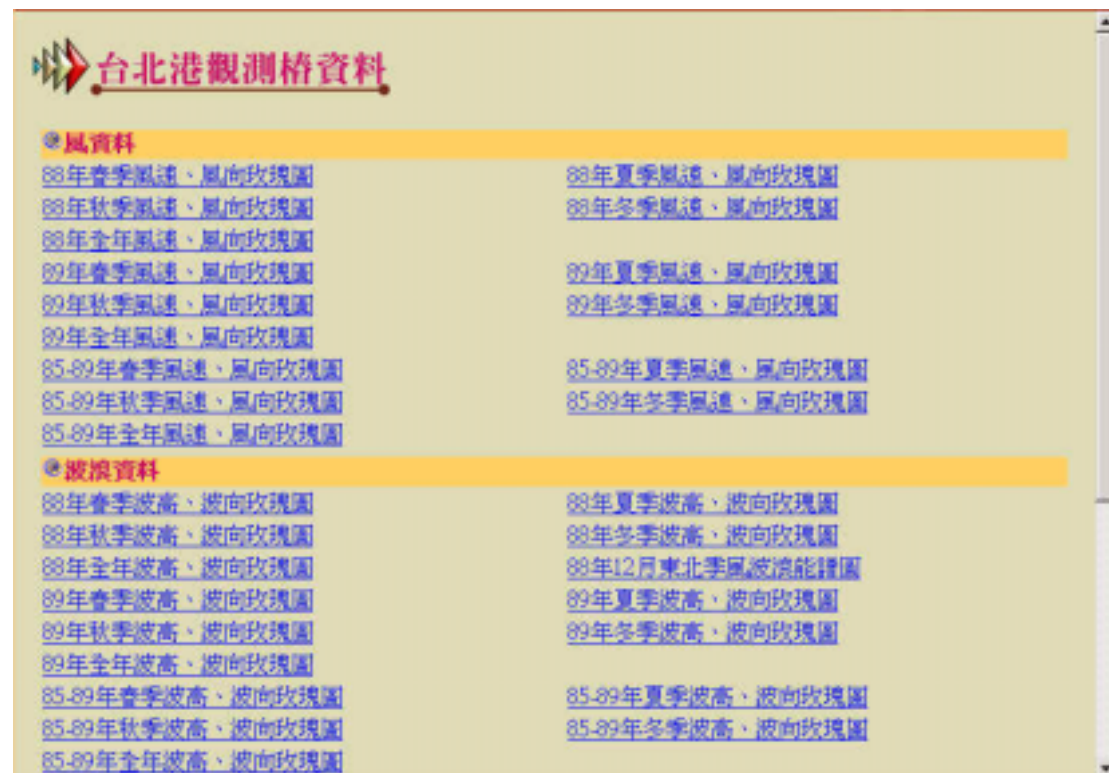 台北港觀測樁資料
風資料
88年春季風速、風向玫瑰圖 88年夏季風速、風向玫瑰圖
88年秋季風速、風向玫瑰圖 88年冬季風速、風向玫瑰圖
88年全年風速、風向玫瑰圖
89年春季風速、風向玫瑰圖 89年夏季風速、風向玫瑰圖
89年秋季風速、風向玫瑰圖 89年冬季風速、風向玫瑰圖
89年全年風速、風向玫瑰圖
85-89年春季風速、風向玫瑰圖 85-89年夏季風速、風向玫瑰圖
85-89年秋季風速、風向玫瑰圖 85-89年冬季風速、風向玫瑰圖
85-89年全年風速、風向玫瑰圖
波浪資料
88年春季波高、波向玫瑰圖 88年夏季波高、波向玫瑰圖
88年秋季波高、波向玫瑰圖 88年冬季波高、波向玫瑰圖
88年全年波高、波向玫瑰圖 88年12月東北季風波浪能譜圖
89年春季波高、波向玫瑰圖 89年夏季波高、波向玫瑰圖
89年秋季波高、波向玫瑰圖 89年冬季波高、波向玫瑰圖
89年全年波高、波向玫瑰圖
85-89年春季波高、波向玫瑰圖 85-89年夏季波高、波向玫瑰圖
85-89年秋季波高、波向玫瑰圖 85-89年冬季波高、波向玫瑰圖
85-89年全年波高、波向玫瑰圖